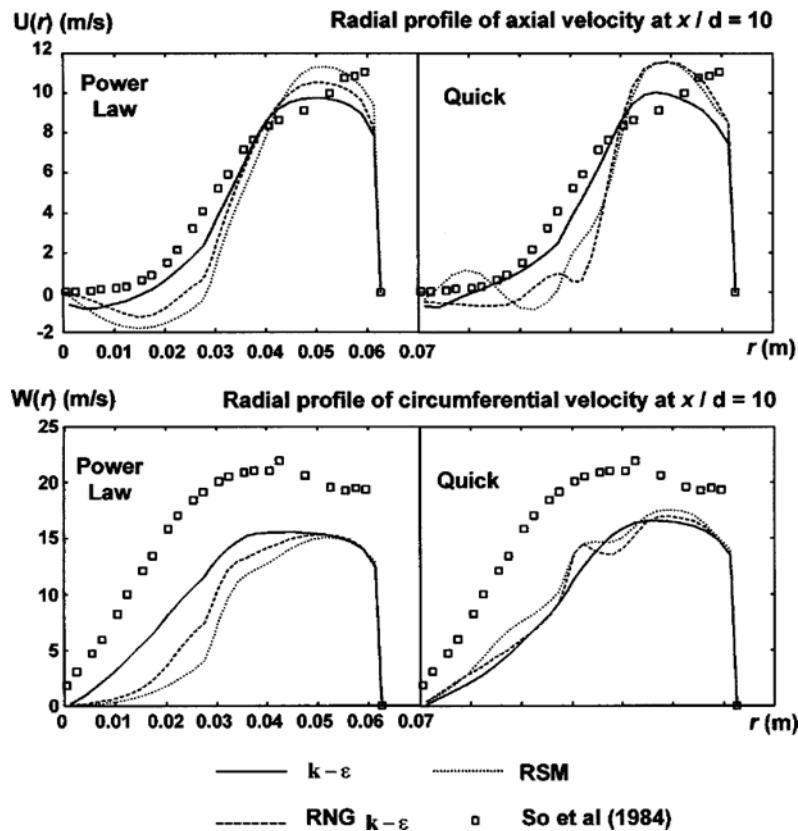 U(r) (m/s) Radial profile of axial velocity at x / d = 10
12
10
8
6
4
2
0
-2
Power
Law
Quick
0 0.01 0.02 0.03 0.04 0.05 0.06 0.07
r (m)
W(r) (m/s) Radial profile of circumferential velocity at x / d = 10
25
20
15
10
5
0
Power
Law
Quick
0 0.01 0.02 0.03 0.04 0.05 0.06 0.07
r (m)
k – ε RSM
RNG k – ε So et al (1984)